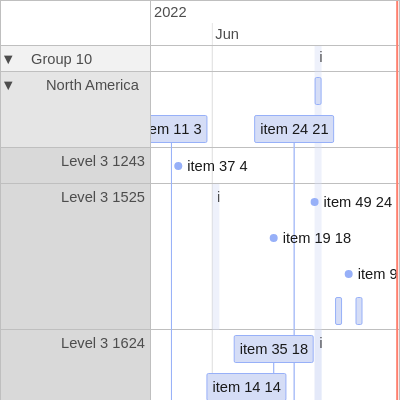 2022
Jun
▼ Group 10
i
▼ North America
em 11 3
item 24 21
Level 3 1243
item 37 4
Level 3 1525
i
item 49 24
item 19 18
item 9
Level 3 1624
item 35 18
i
item 14 14